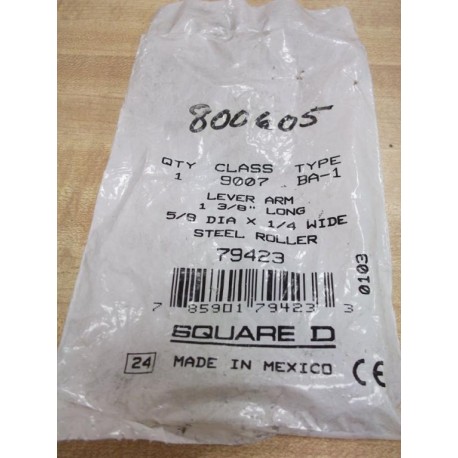 800605
QTY CLASS TYPE
1 9007 BA-1
LEVER ARM
1 3/8" LONG
5/8 DIA X 1/4 WIDE
STEEL ROLLER
79423
0103
7 85901 79423 3
SQUARE D
24 MADE IN MEXICO CE